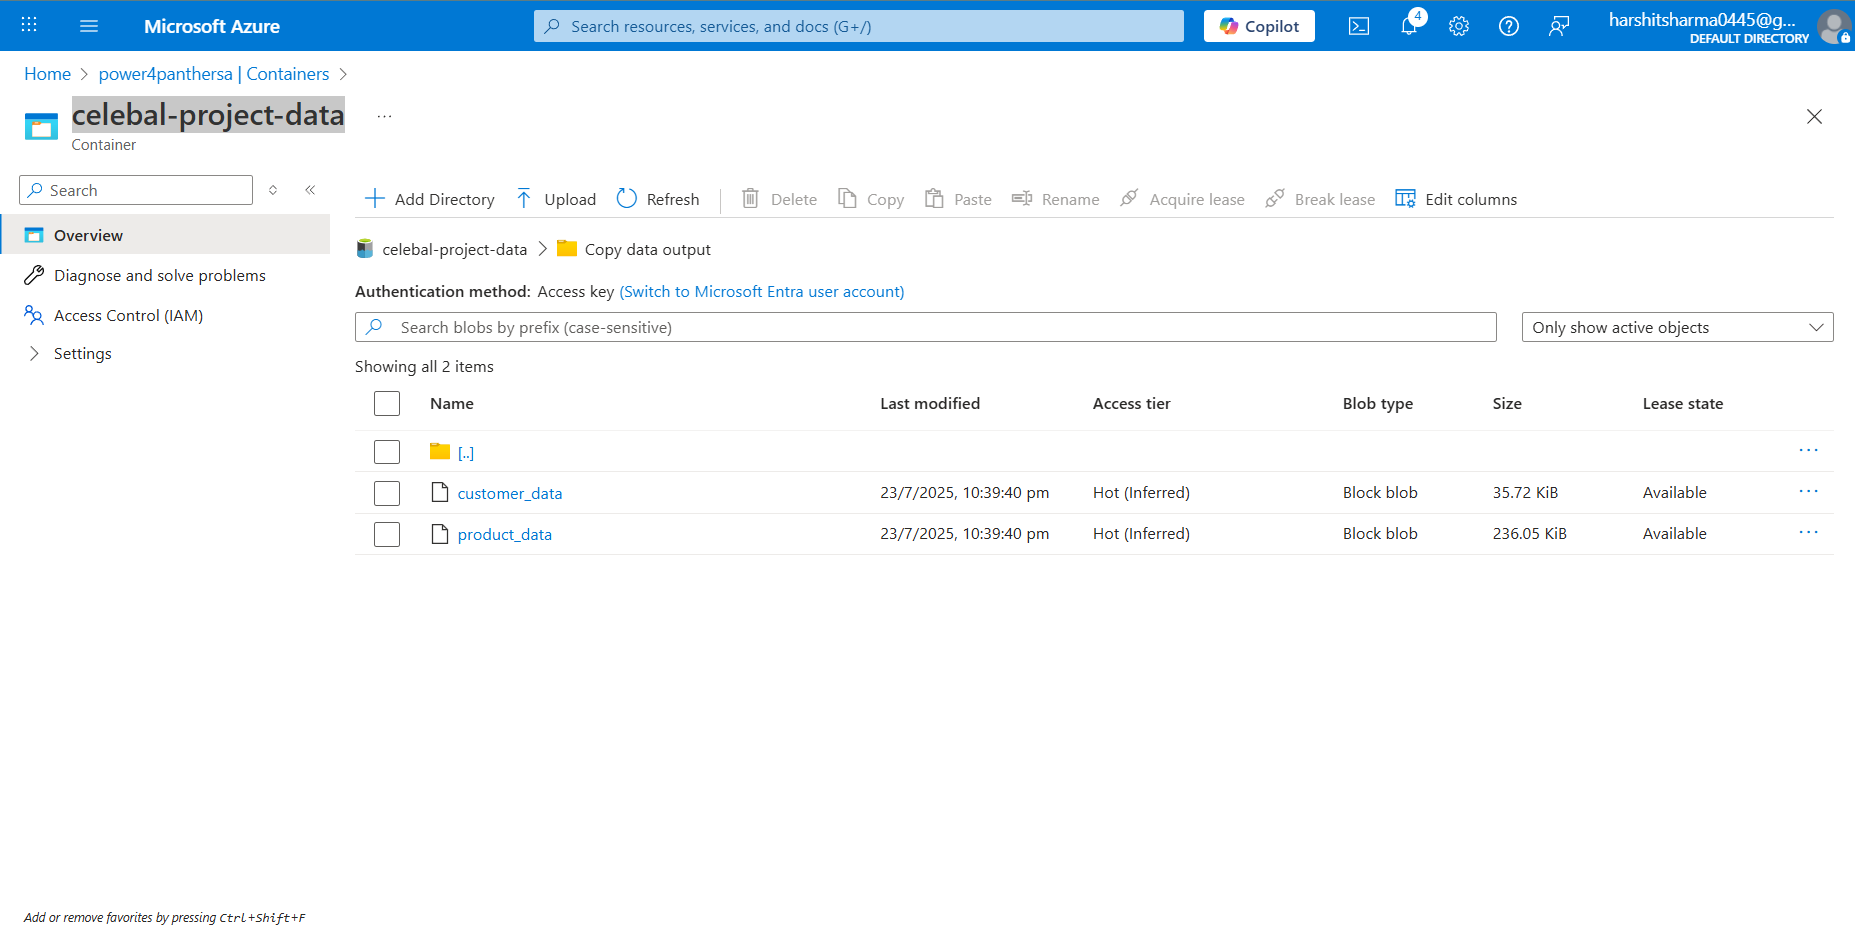 Microsoft Azure
Search resources, services, and docs (G+/)
Copilot
4
harshitsharma0445@g...
DEFAULT DIRECTORY
Home > power4panthersa | Containers >
celebal-project-data ...
Container
Search
Overview
Diagnose and solve problems
Access Control (IAM)
Settings
Add Directory Upload Refresh Delete Copy Paste Rename Acquire lease Break lease Edit columns
celebal-project-data > Copy data output
Authentication method: Access key (Switch to Microsoft Entra user account)
Search blobs by prefix (case-sensitive)
Only show active objects
Showing all 2 items
Name Last modified Access tier Blob type Size Lease state
[..] ...
customer_data 23/7/2025, 10:39:40 pm Hot (Inferred) Block blob 35.72 KiB Available ...
product_data 23/7/2025, 10:39:40 pm Hot (Inferred) Block blob 236.05 KiB Available ...
Add or remove favorites by pressing Ctrl+Shift+F